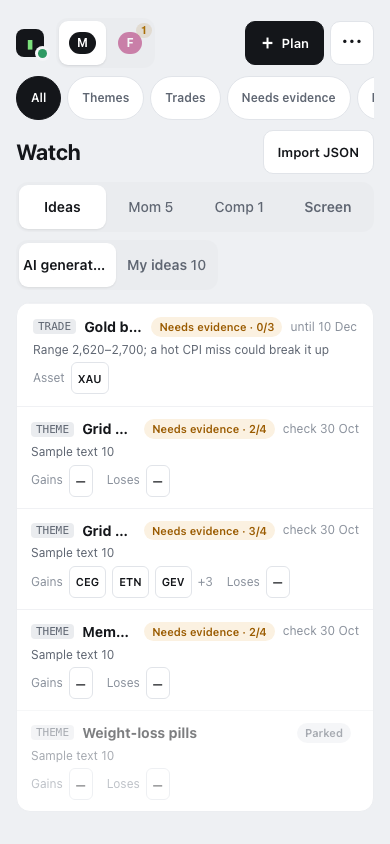 M F 1 + Plan ...
All Themes Trades Needs evidence
Watch Import JSON
Ideas Mom 5 Comp 1 Screen
AI generat... My ideas 10
TRADE Gold b... Needs evidence · 0/3 until 10 Dec
Range 2,620–2,700; a hot CPI miss could break it up
Asset XAU
THEME Grid ... Needs evidence · 2/4 check 30 Oct
Sample text 10
Gains – Loses –
THEME Grid ... Needs evidence · 3/4 check 30 Oct
Sample text 10
Gains CEG ETN GEV +3 Loses –
THEME Mem... Needs evidence · 2/4 check 30 Oct
Sample text 10
Gains – Loses –
THEME Weight-loss pills Parked
Sample text 10
Gains – Loses –